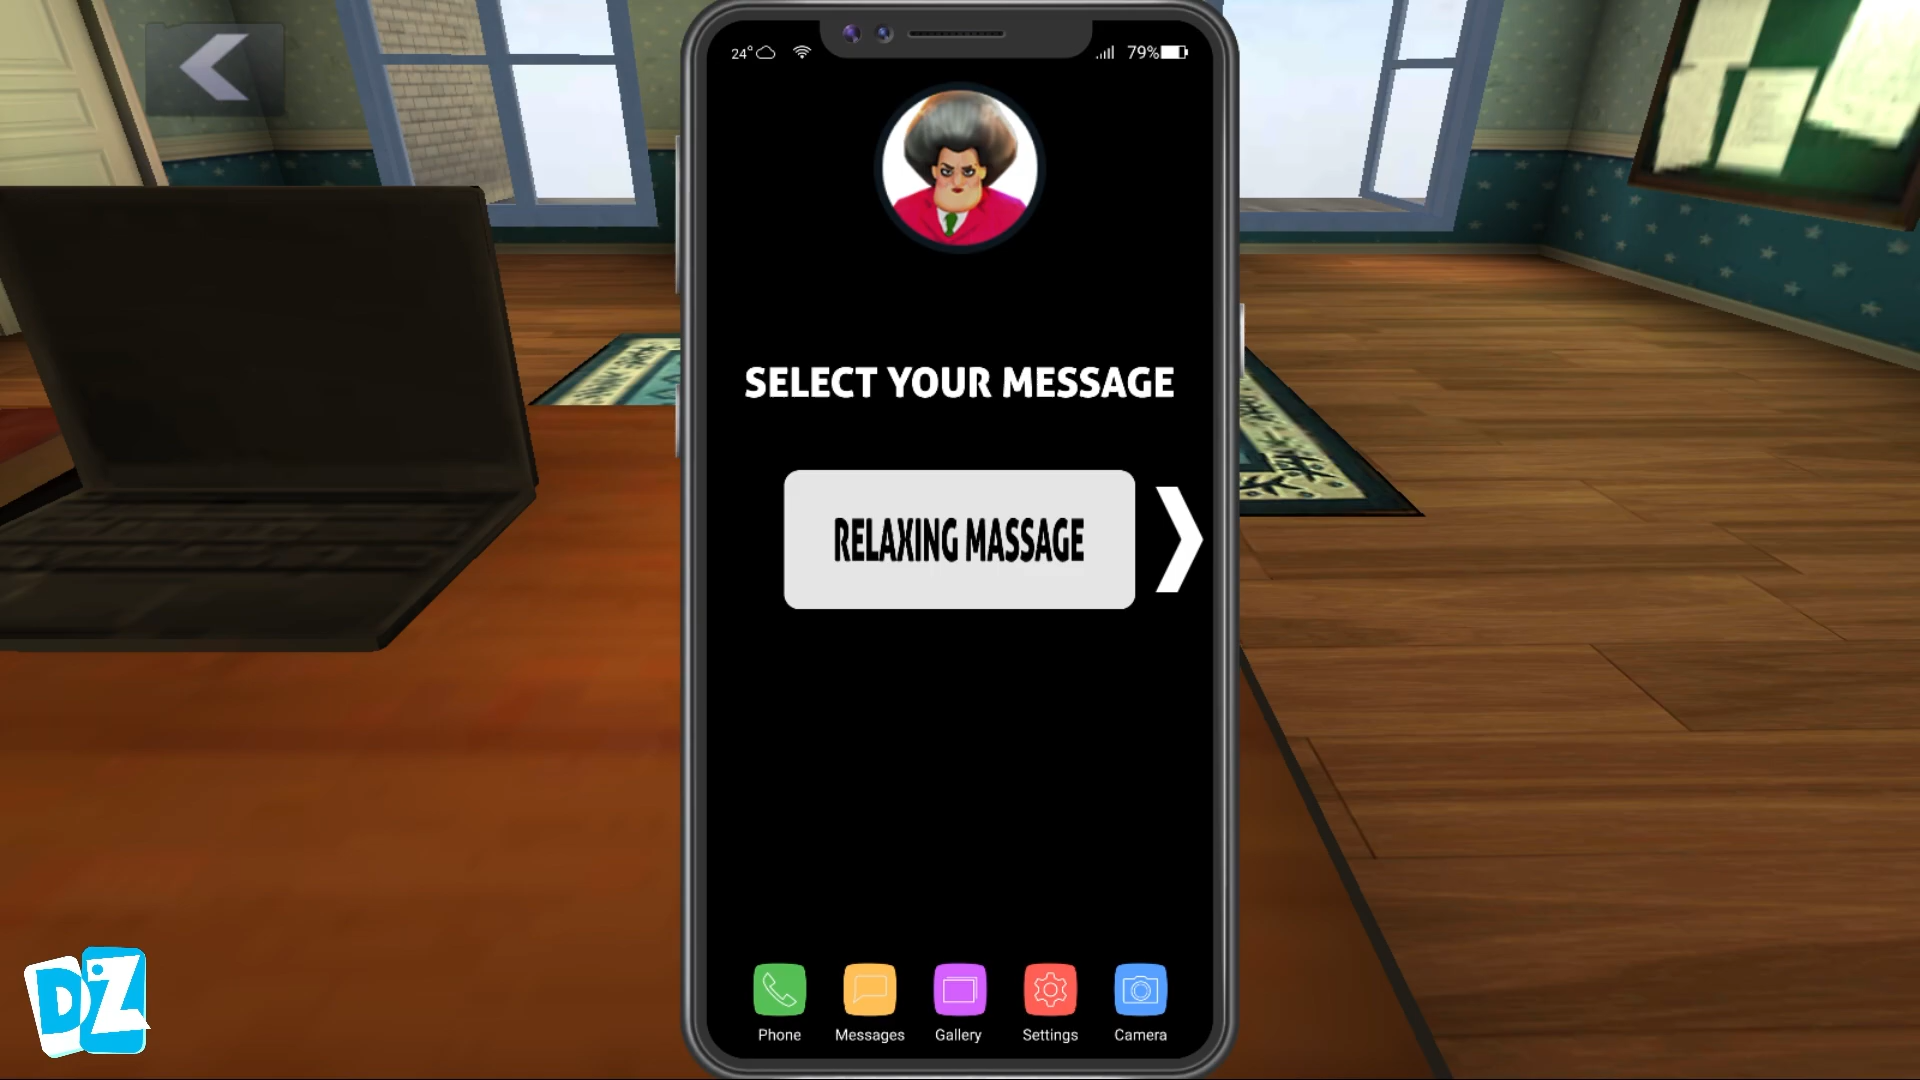 24°
79%
SELECT YOUR MESSAGE
RELAXING MASSAGE
Phone
Messages
Gallery
Settings
Camera
DZ